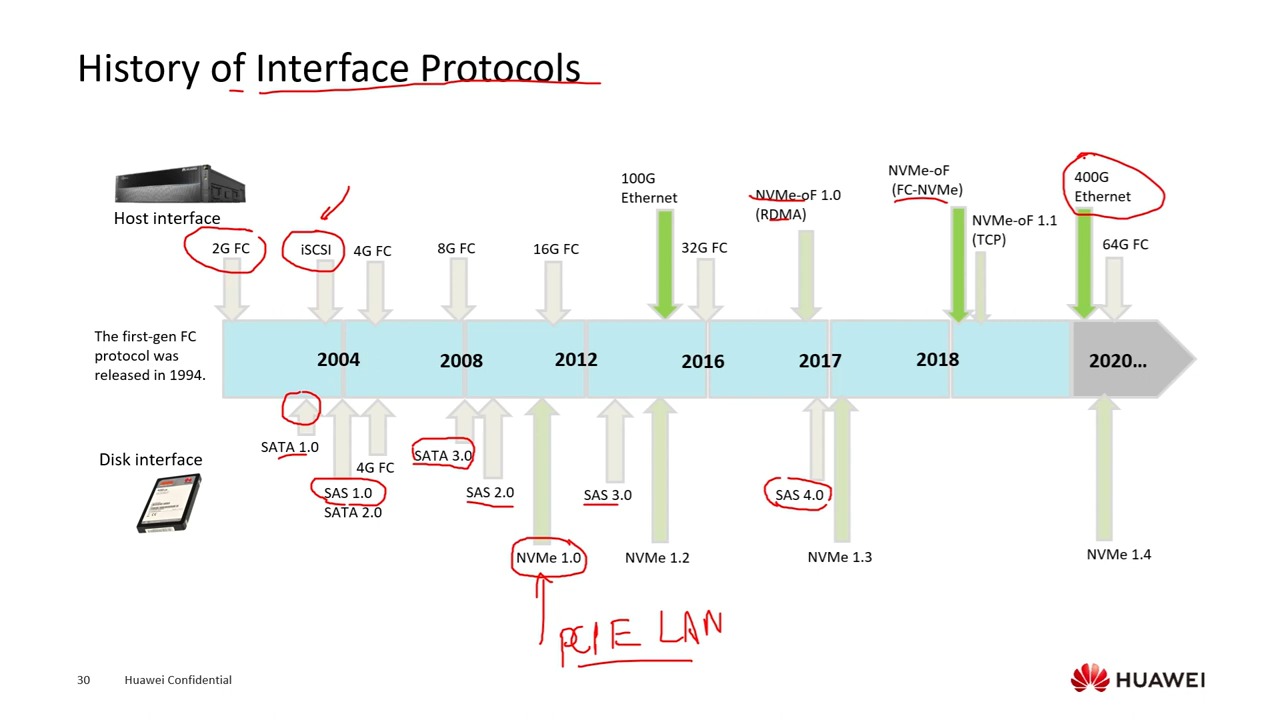 History of Interface Protocols
Host interface
2G FC
iSCSI
4G FC
8G FC
16G FC
100G
Ethernet
32G FC
NVMe-oF 1.0
(RDMA)
NVMe-oF
(FC-NVMe)
NVMe-oF 1.1
(TCP)
400G
Ethernet
64G FC
The first-gen FC
protocol was
released in 1994.
2004
2008
2012
2016
2017
2018
2020...
Disk interface
SATA 1.0
SAS 1.0
SATA 2.0
4G FC
SATA 3.0
SAS 2.0
NVMe 1.0
SAS 3.0
NVMe 1.2
SAS 4.0
NVMe 1.3
NVMe 1.4
PCIE LAN
30
Huawei Confidential
HUAWEI